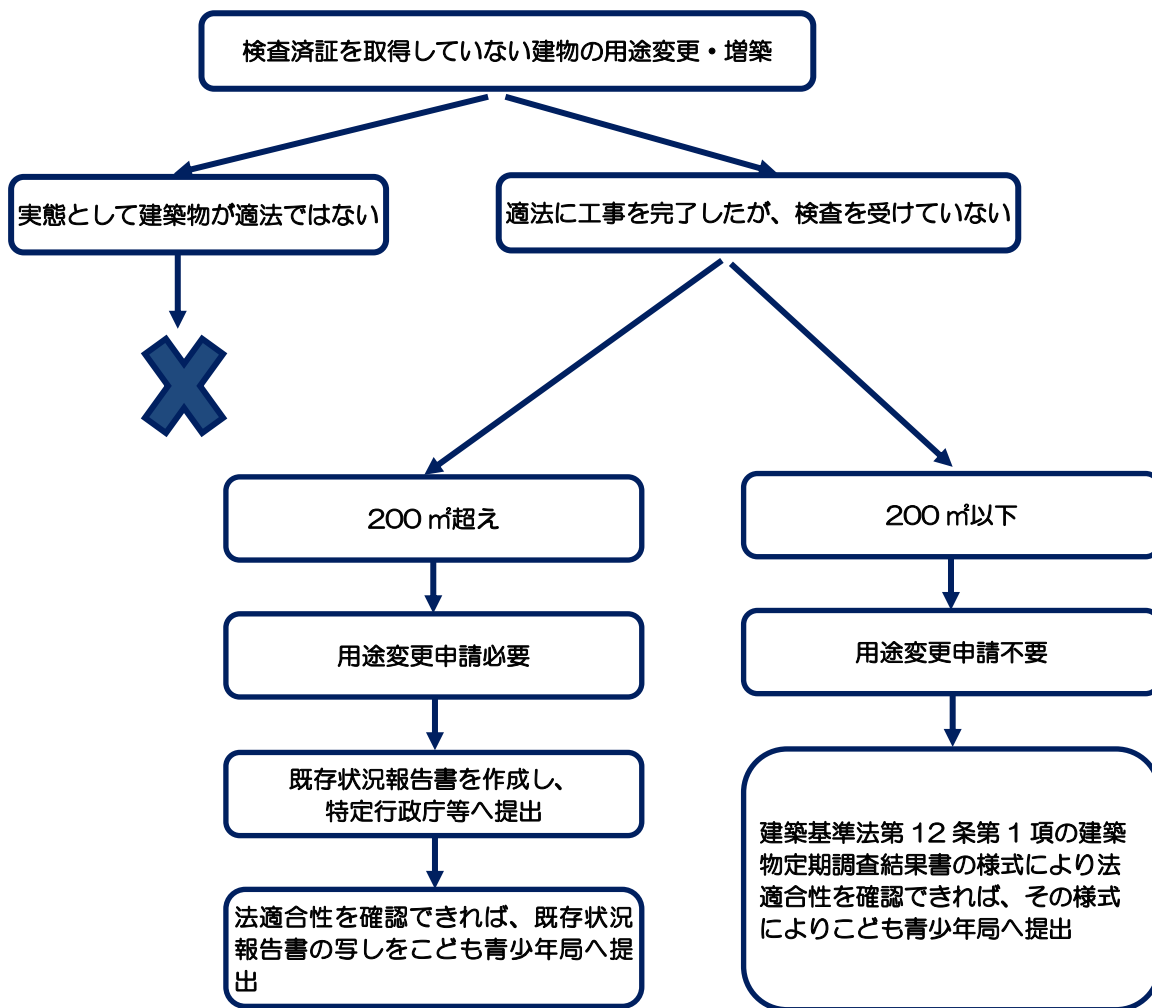 検査済証を取得していない建物の用途変更・増築
実態として建築物が適法ではない
適法に工事を完了したが、検査を受けていない
200㎡超え
200㎡以下
用途変更申請必要
用途変更申請不要
既存状況報告書を作成し、
特定行政庁等へ提出
建築基準法第12条第1項の建築
物定期調査結果書の様式により法
適合性を確認できれば、その様式
によりこども青少年局へ提出
法適合性を確認できれば、既存状況
報告書の写しをこども青少年局へ提
出